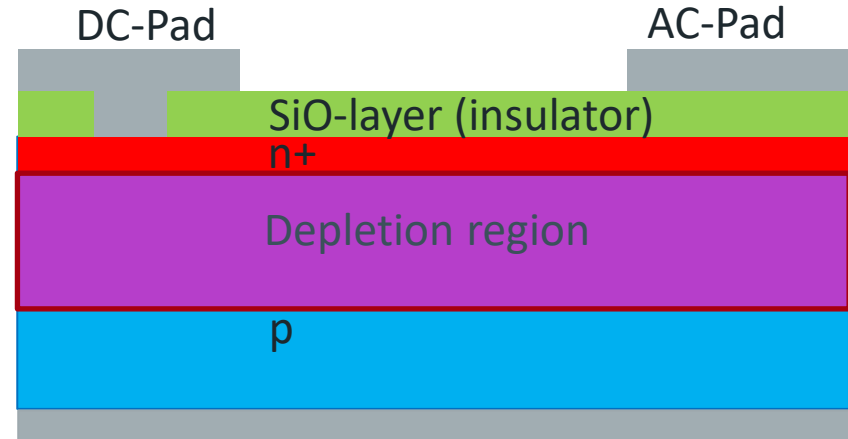 DC-Pad
AC-Pad
SiO-layer (insulator)
n+
Depletion region
p